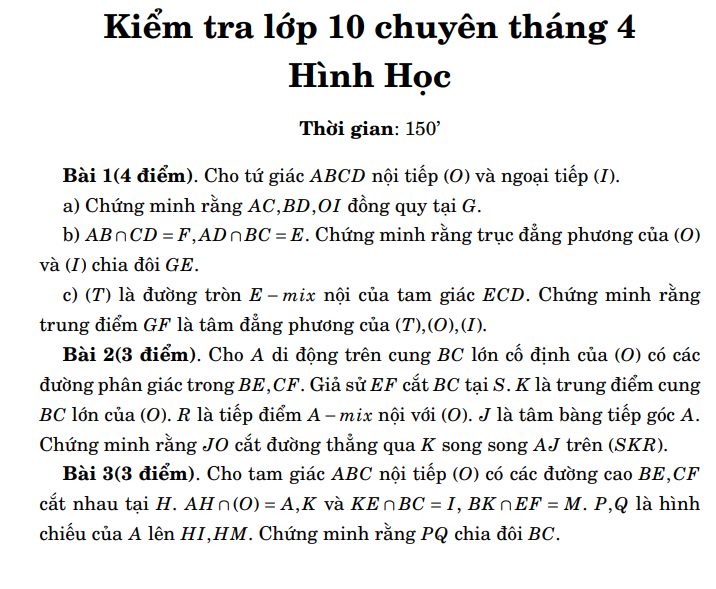 Kiểm tra lớp 10 chuyên tháng 4
Hình Học
Thời gian: 150’
Bài 1(4 điểm). Cho tứ giác ABCD nội tiếp (O) và ngoại tiếp (I).
a) Chứng minh rằng AC,BD,OI đồng quy tại G.
b) AB∩CD = F,AD∩BC = E. Chứng minh rằng trục đẳng phương của (O)
và (I) chia đôi GE.
c) (T) là đường tròn E – mix nội của tam giác ECD. Chứng minh rằng
trung điểm GF là tâm đẳng phương của (T),(O),(I).
Bài 2(3 điểm). Cho A di động trên cung BC lớn cố định của (O) có các
đường phân giác trong BE,CF. Giả sử EF cắt BC tại S. K là trung điểm cung
BC lớn của (O). R là tiếp điểm A – mix nội với (O). J là tâm bàng tiếp góc A.
Chứng minh rằng JO cắt đường thẳng qua K song song AJ trên (SKR).
Bài 3(3 điểm). Cho tam giác ABC nội tiếp (O) có các đường cao BE,CF
cắt nhau tại H. AH∩(O) = A,K và KE∩BC = I, BK∩EF = M. P,Q là hình
chiếu của A lên HI,HM. Chứng minh rằng PQ chia đôi BC.